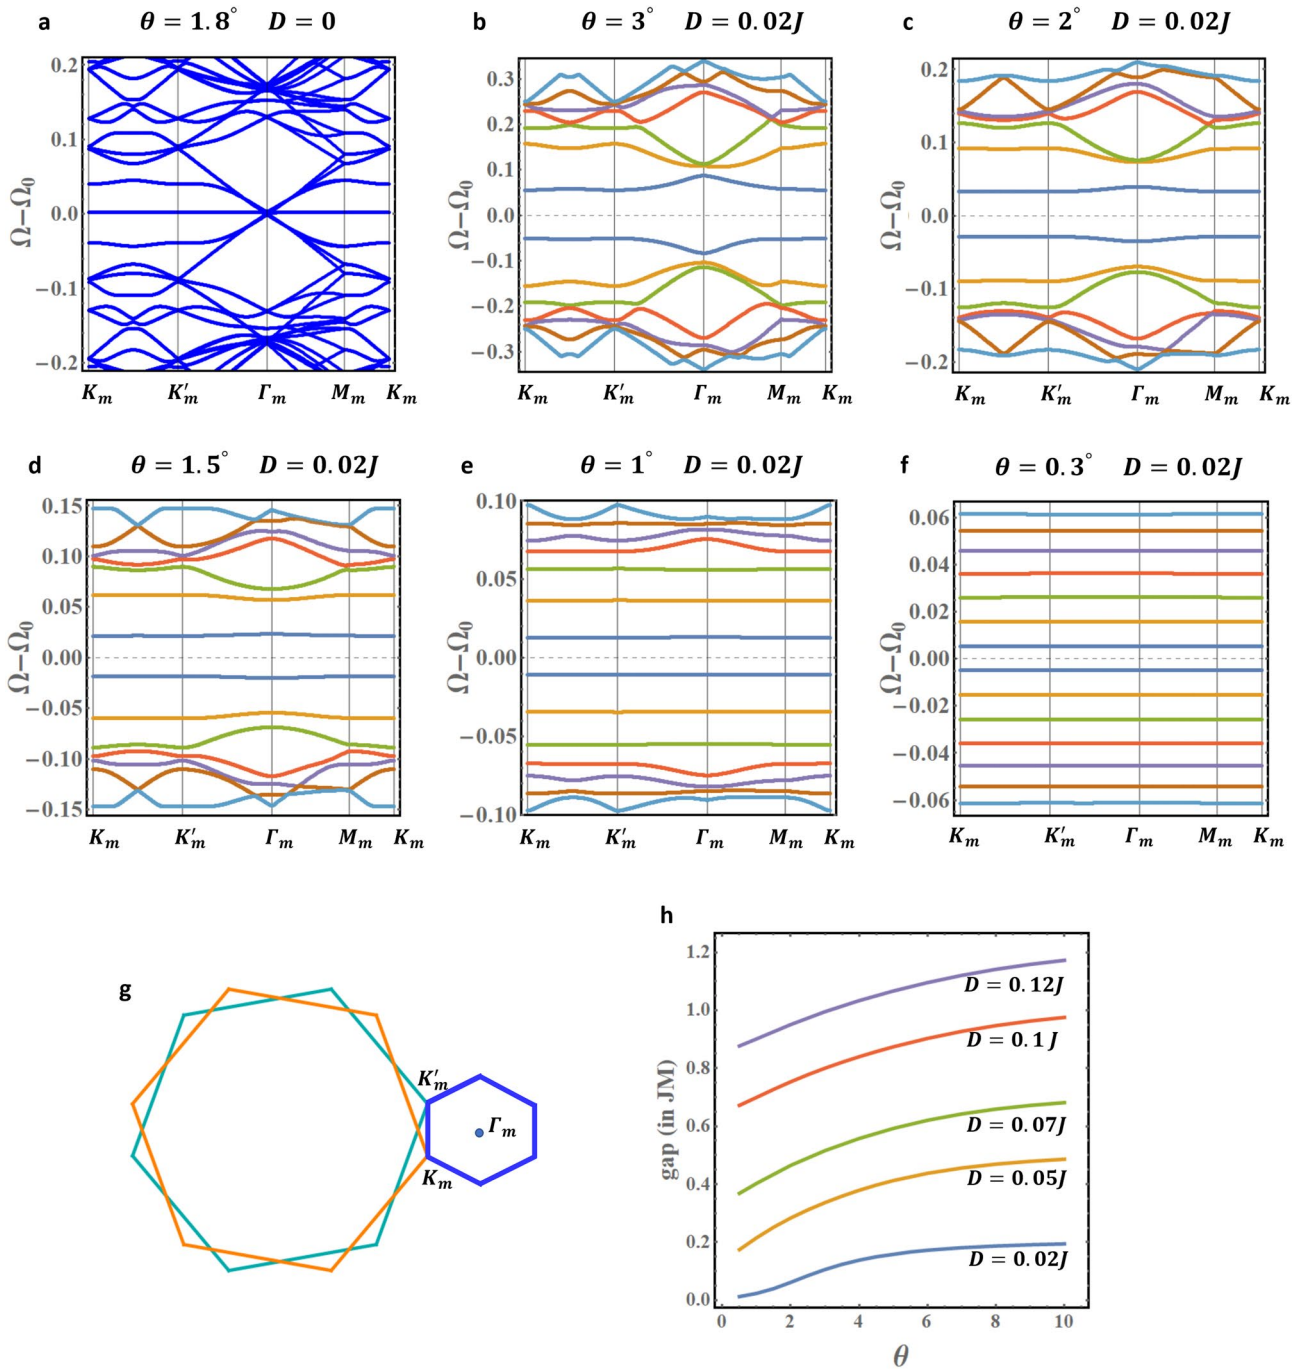 a θ = 1.8° D = 0
b θ = 3° D = 0.02J
c θ = 2° D = 0.02J
Ω−Ω₀
0.2
0.1
0.0
−0.1
−0.2
Kₘ K′ₘ Γₘ Mₘ Kₘ
Ω−Ω₀
0.3
0.2
0.1
0.0
−0.1
−0.2
−0.3
Kₘ K′ₘ Γₘ Mₘ Kₘ
Ω−Ω₀
0.2
0.1
0.0
−0.1
−0.2
Kₘ K′ₘ Γₘ Mₘ Kₘ
d θ = 1.5° D = 0.02J
e θ = 1° D = 0.02J
f θ = 0.3° D = 0.02J
Ω−Ω₀
0.15
0.10
0.05
0.00
−0.05
−0.10
−0.15
Kₘ K′ₘ Γₘ Mₘ Kₘ
Ω−Ω₀
0.10
0.05
0.00
−0.05
−0.10
Kₘ K′ₘ Γₘ Mₘ Kₘ
Ω−Ω₀
0.06
0.04
0.02
0.00
−0.02
−0.04
−0.06
Kₘ K′ₘ Γₘ Mₘ Kₘ
g
K′ₘ
Γₘ
Kₘ
h
gap (in JM)
1.2
1.0
0.8
0.6
0.4
0.2
0.0
D = 0.12J
D = 0.1 J
D = 0.07J
D = 0.05J
D = 0.02J
0 2 4 6 8 10
θ